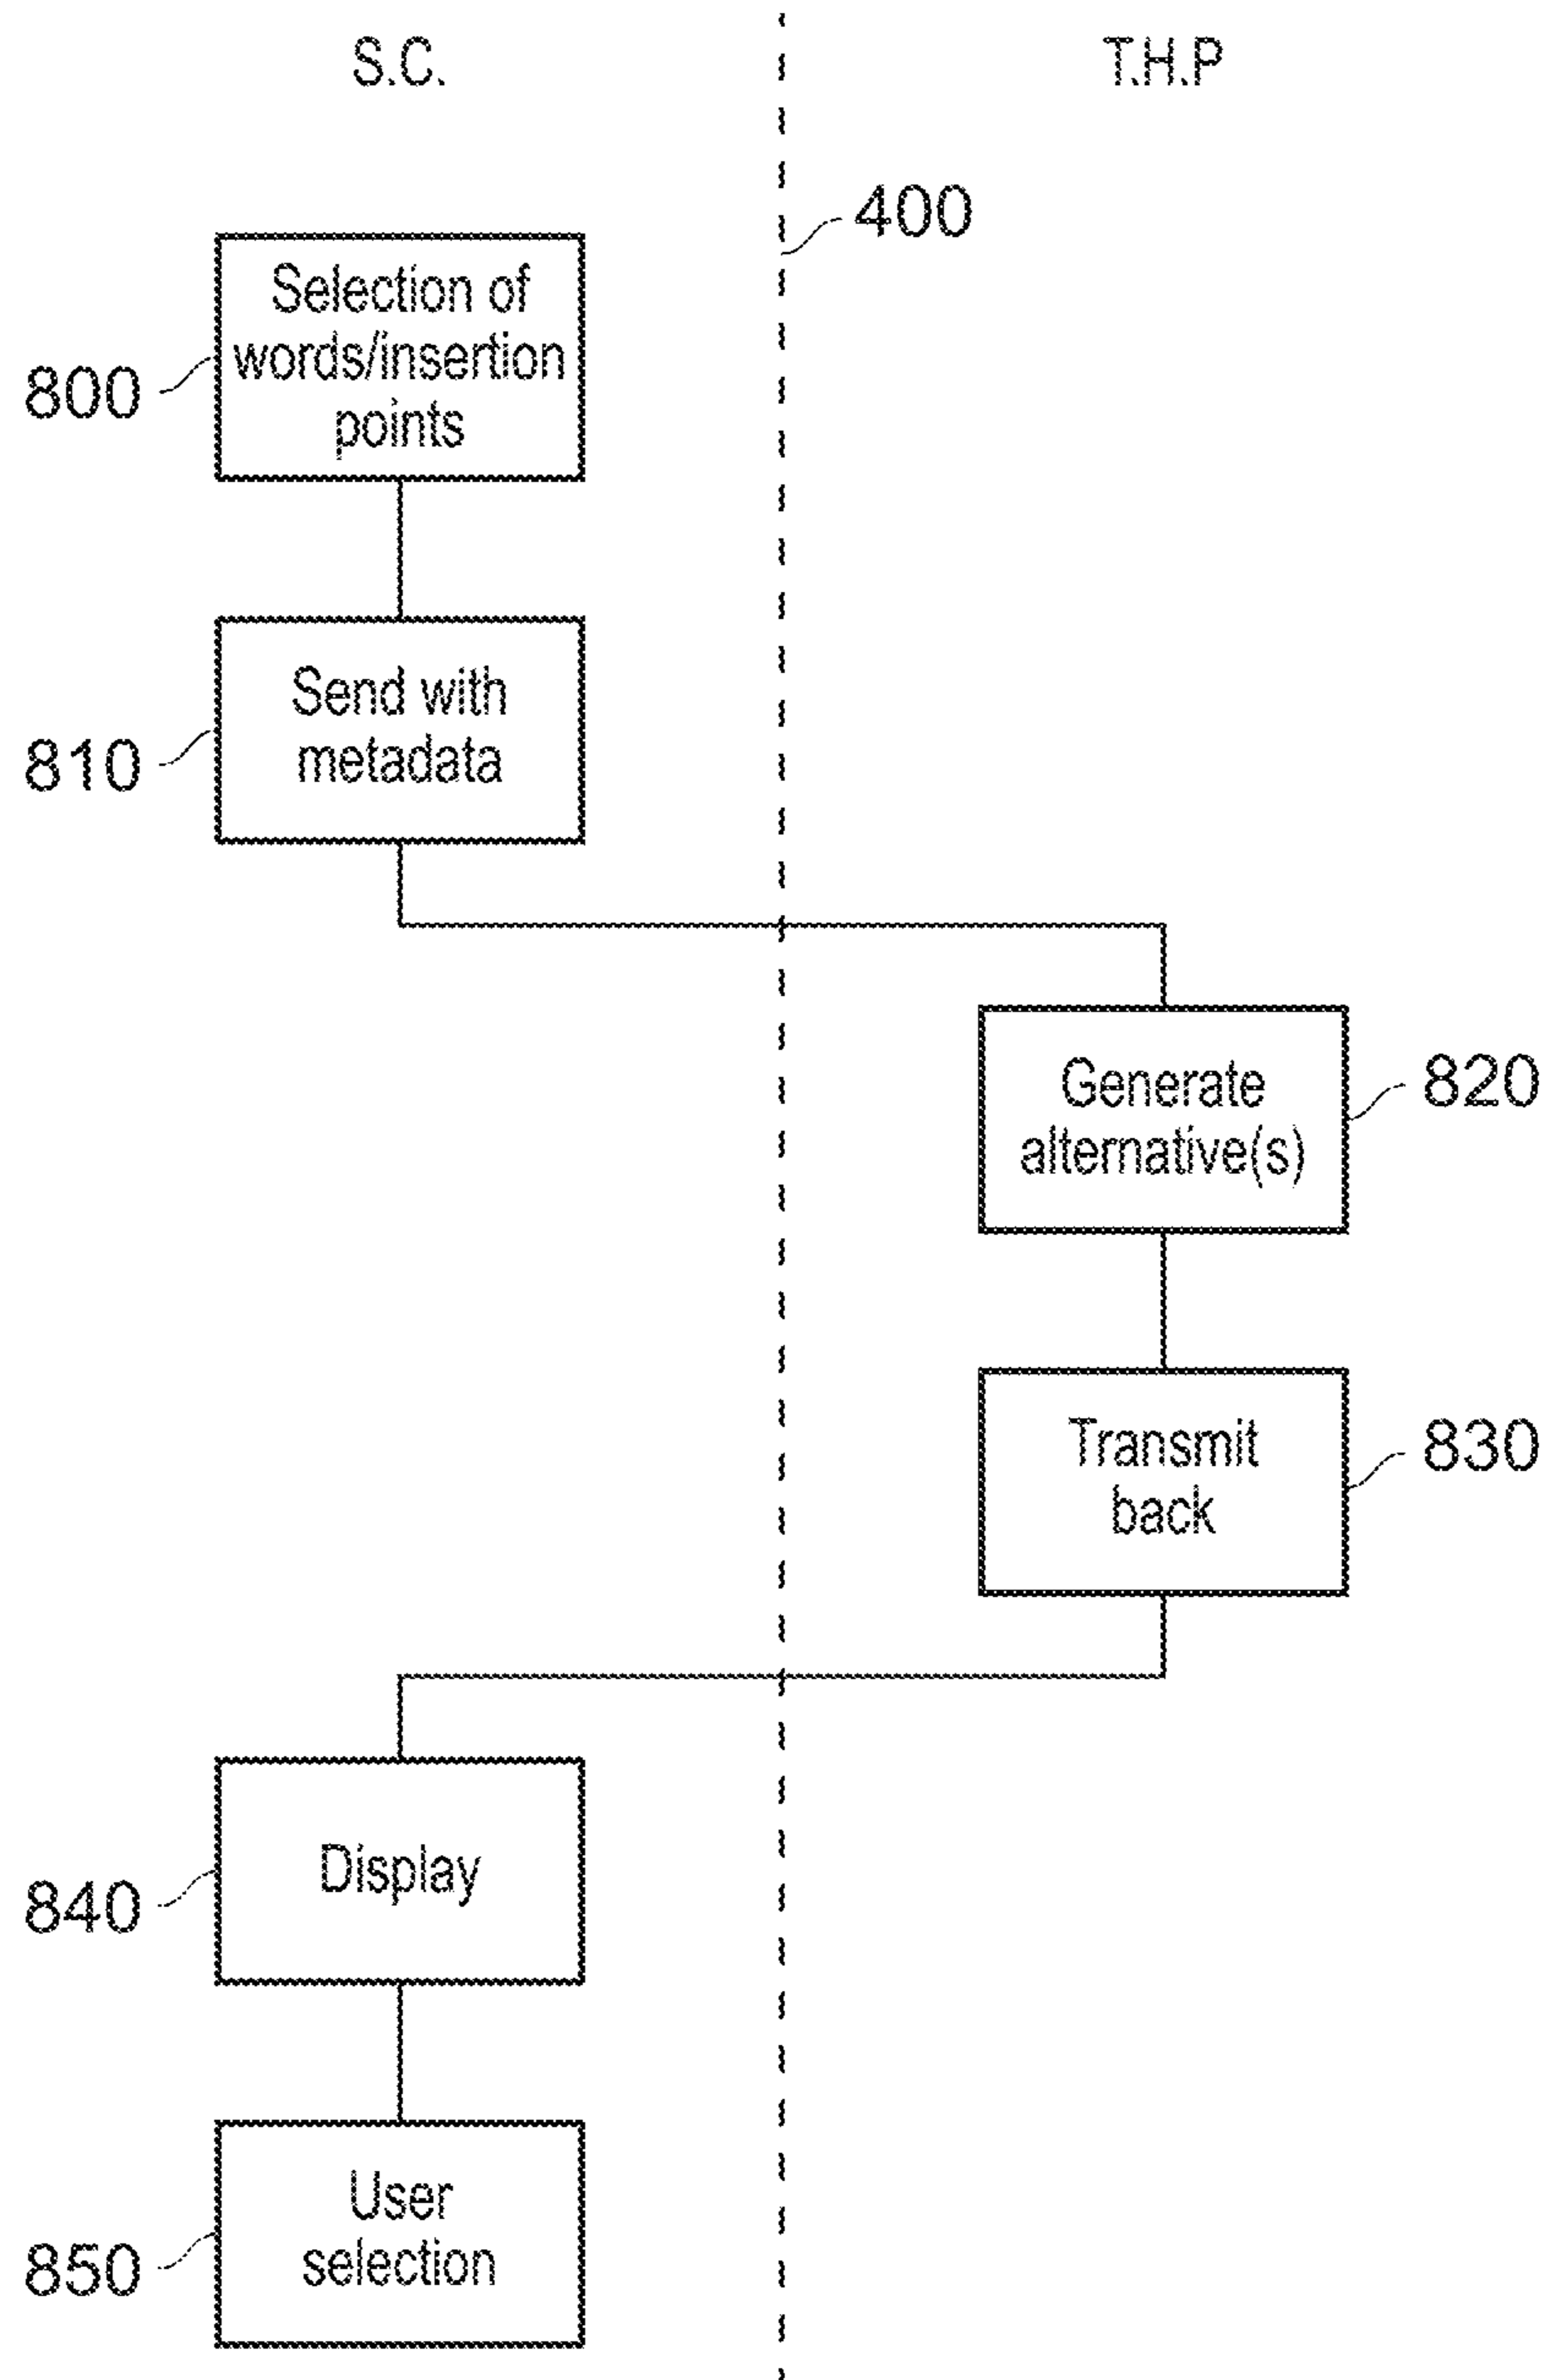 S.C.
T.H.P
400
Selection of
words/insertion
points
800
Send with
metadata
810
Generate
alternative(s)
820
Transmit
back
830
Display
840
User
selection
850